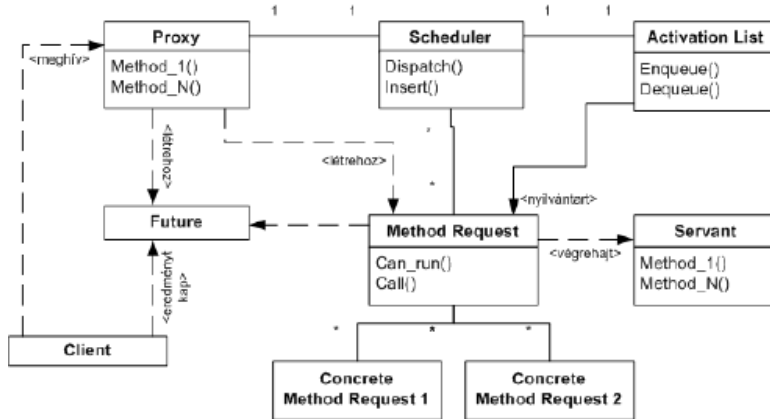 1 1 1 1
Proxy
Method_1()
Method_N()
Scheduler
Dispatch()
Insert()
Activation List
Enqueue()
Dequeue()
<meghív>
<létrehoz>
<létrehoz>
*
*
<nyilvántart>
Future
Method Request
Can_run()
Call()
<végrehajt>
Servant
Method_1()
Method_N()
<eredményt
kap>
Client
* * *
Concrete
Method Request 1
Concrete
Method Request 2